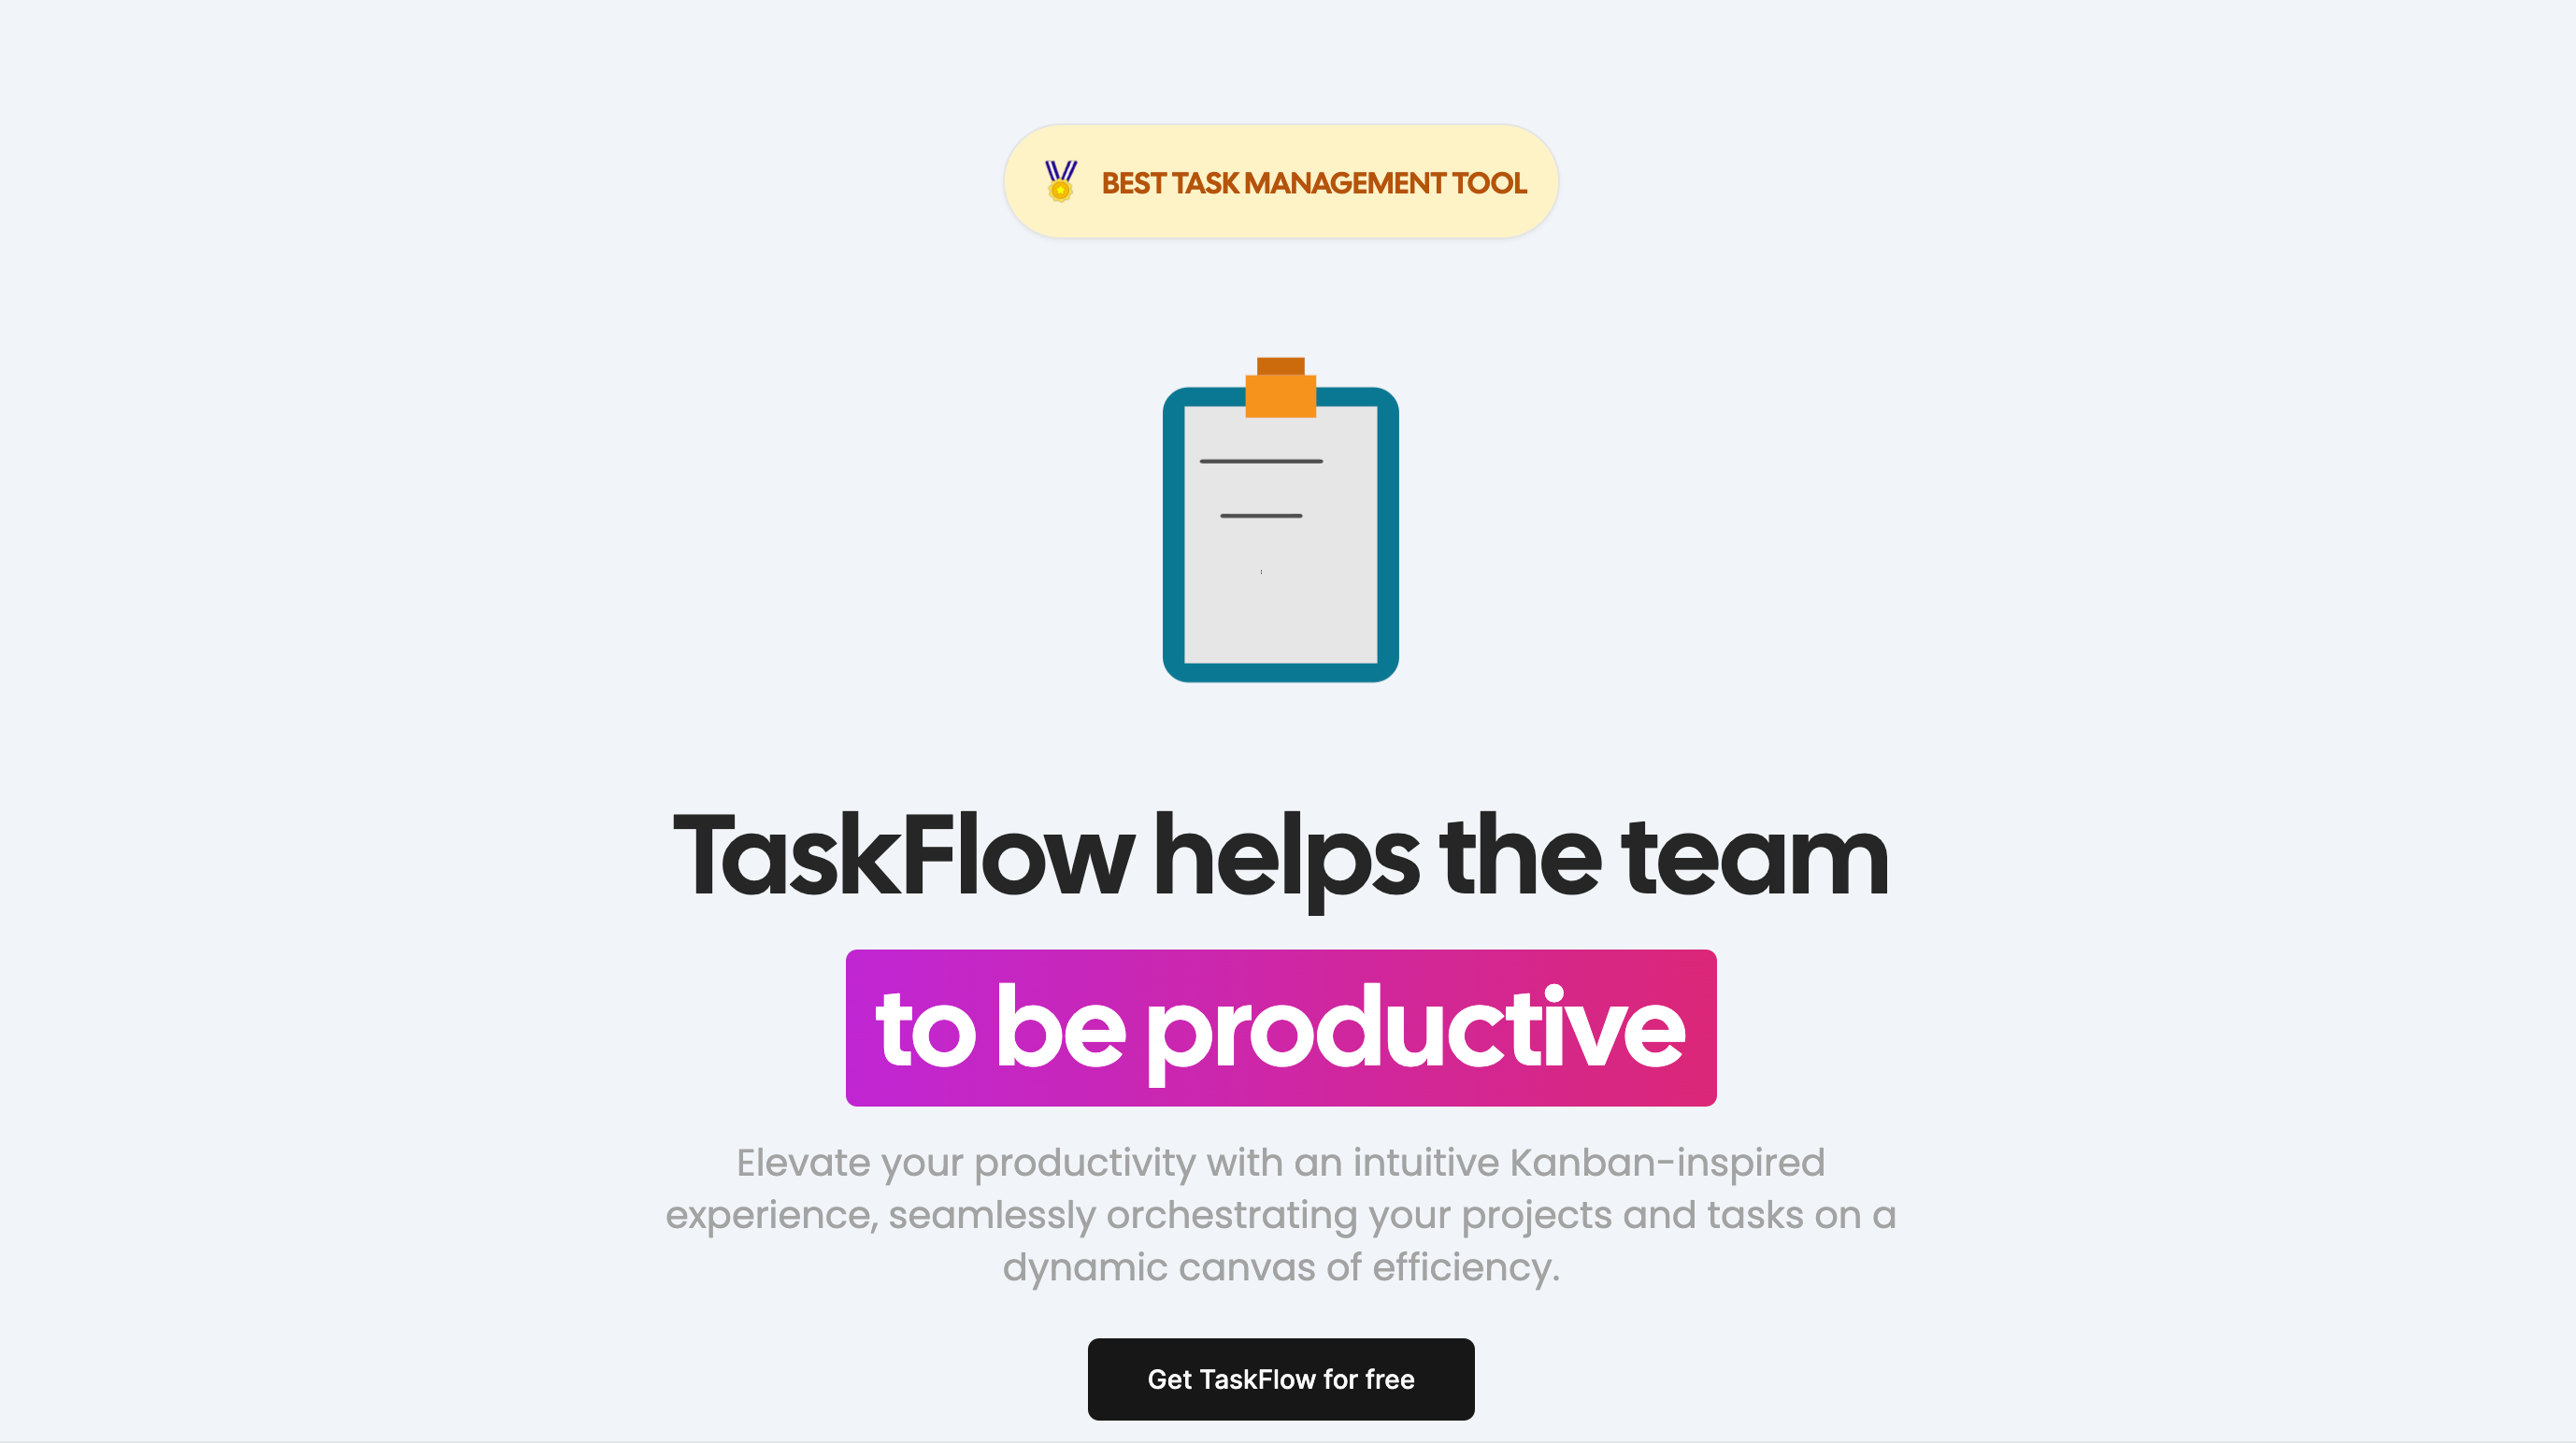 BEST TASK MANAGEMENT TOOL
TaskFlow helps the team
to be productive
Elevate your productivity with an intuitive Kanban-inspired
experience, seamlessly orchestrating your projects and tasks on a
dynamic canvas of efficiency.
Get TaskFlow for free